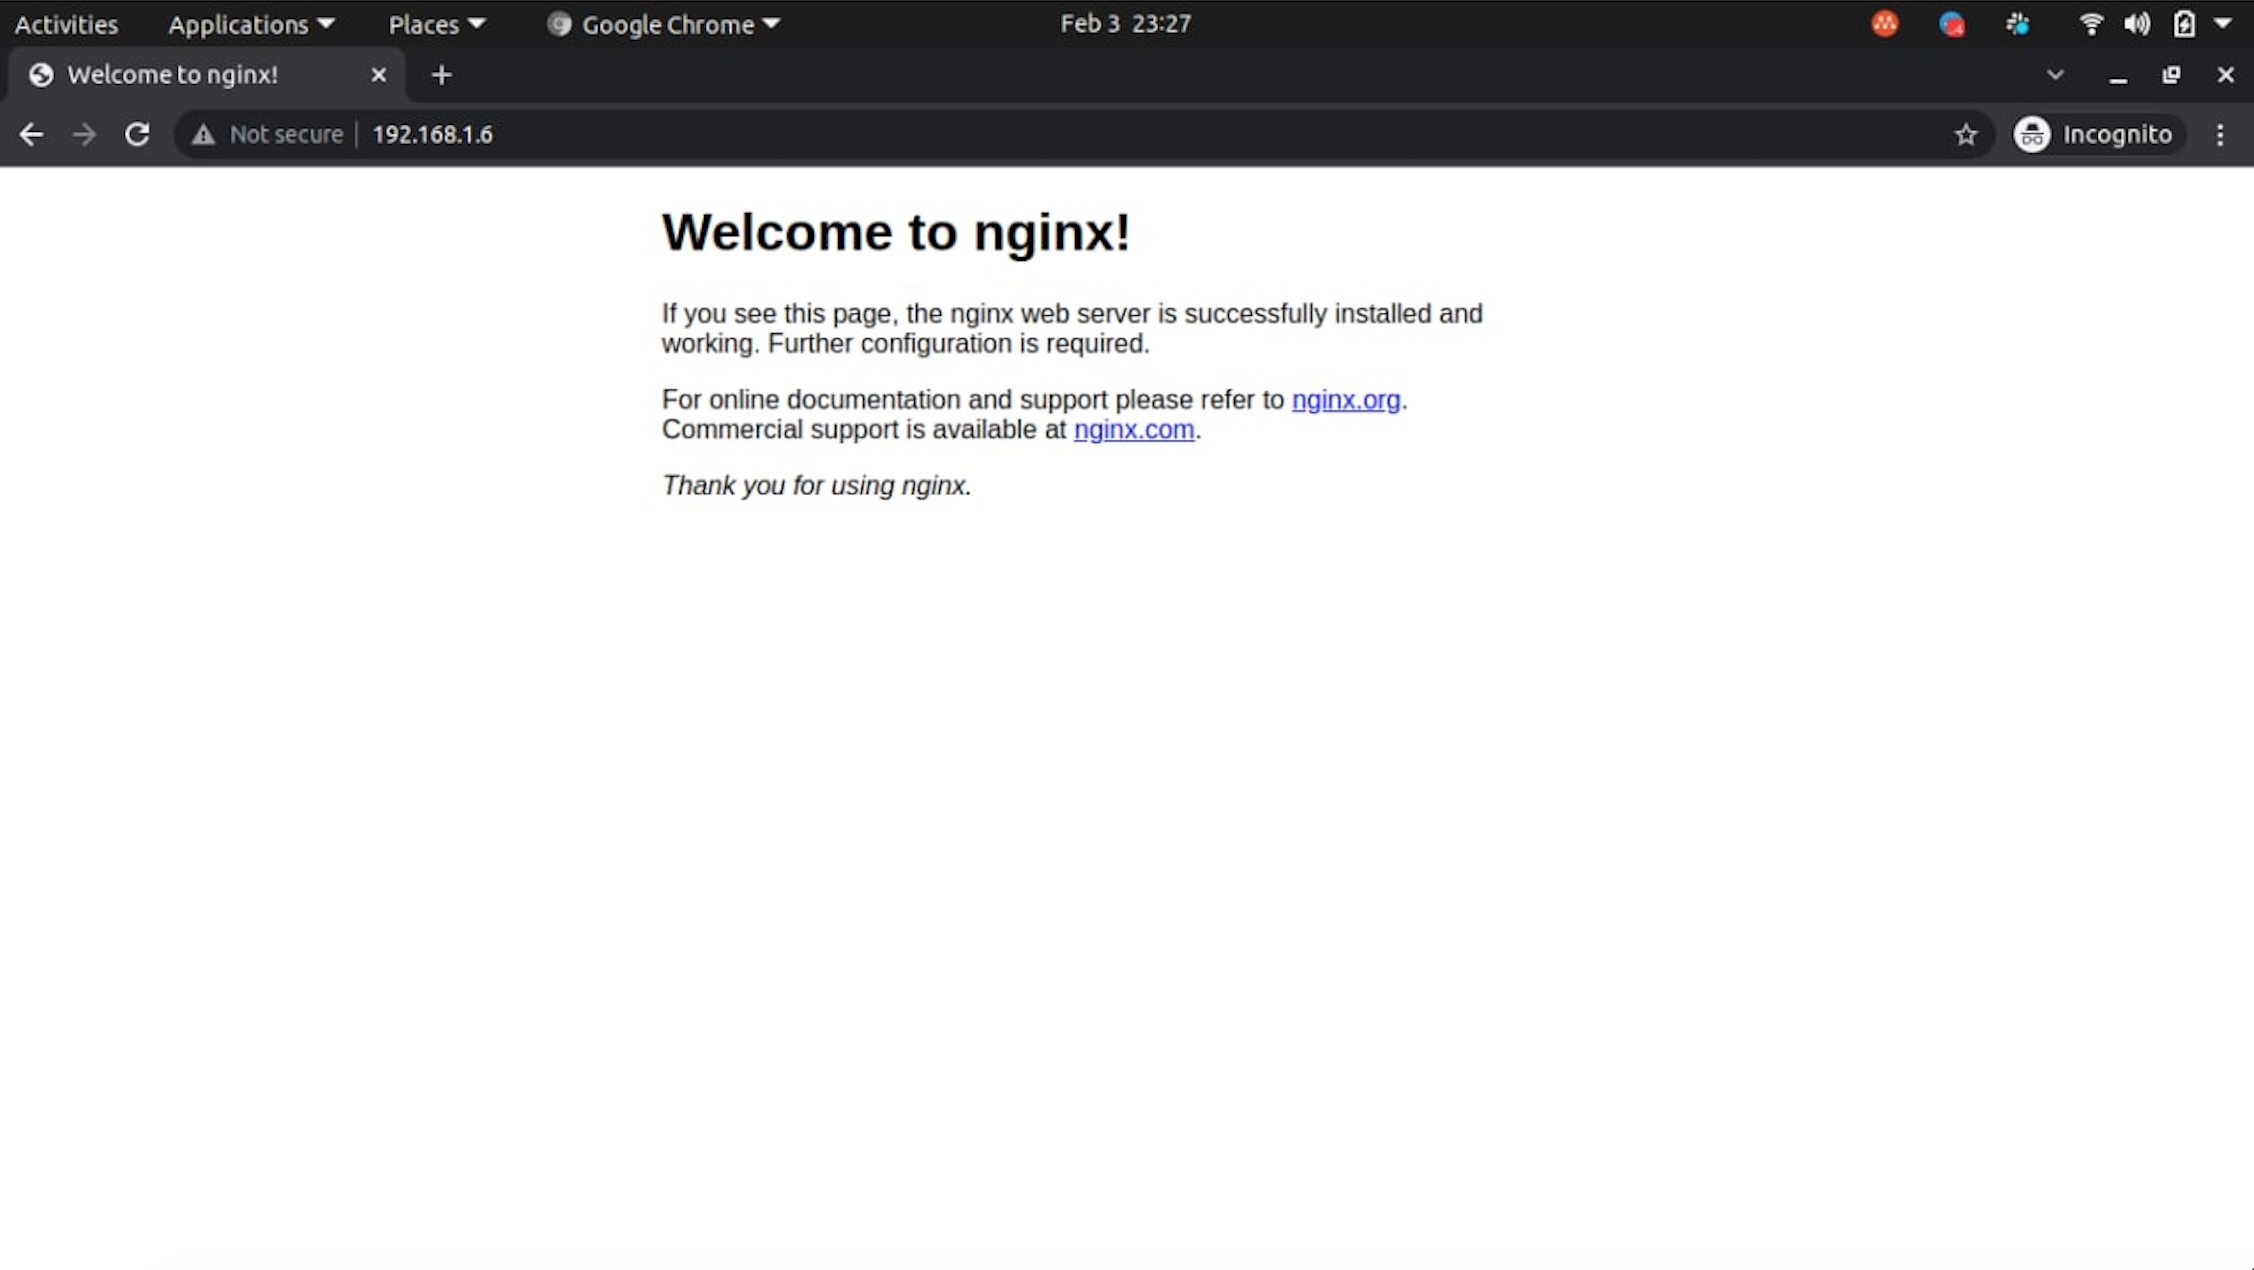 Activities Applications Places Google Chrome Feb 3 23:27
Welcome to nginx!
Not secure 192.168.1.6 Incognito
Welcome to nginx!
If you see this page, the nginx web server is successfully installed and
working. Further configuration is required.
For online documentation and support please refer to nginx.org.
Commercial support is available at nginx.com.
Thank you for using nginx.